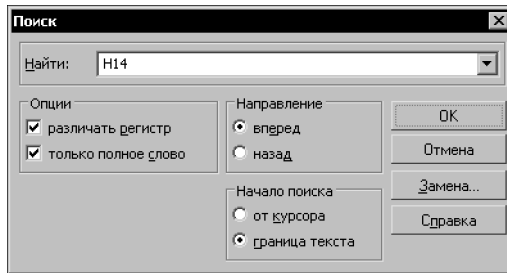 Поиск
Найти: H14
Опции
различать регистр
только полное слово
Направление
вперед
назад
Начало поиска
от курсора
граница текста
OK
Отмена
Замена...
Справка